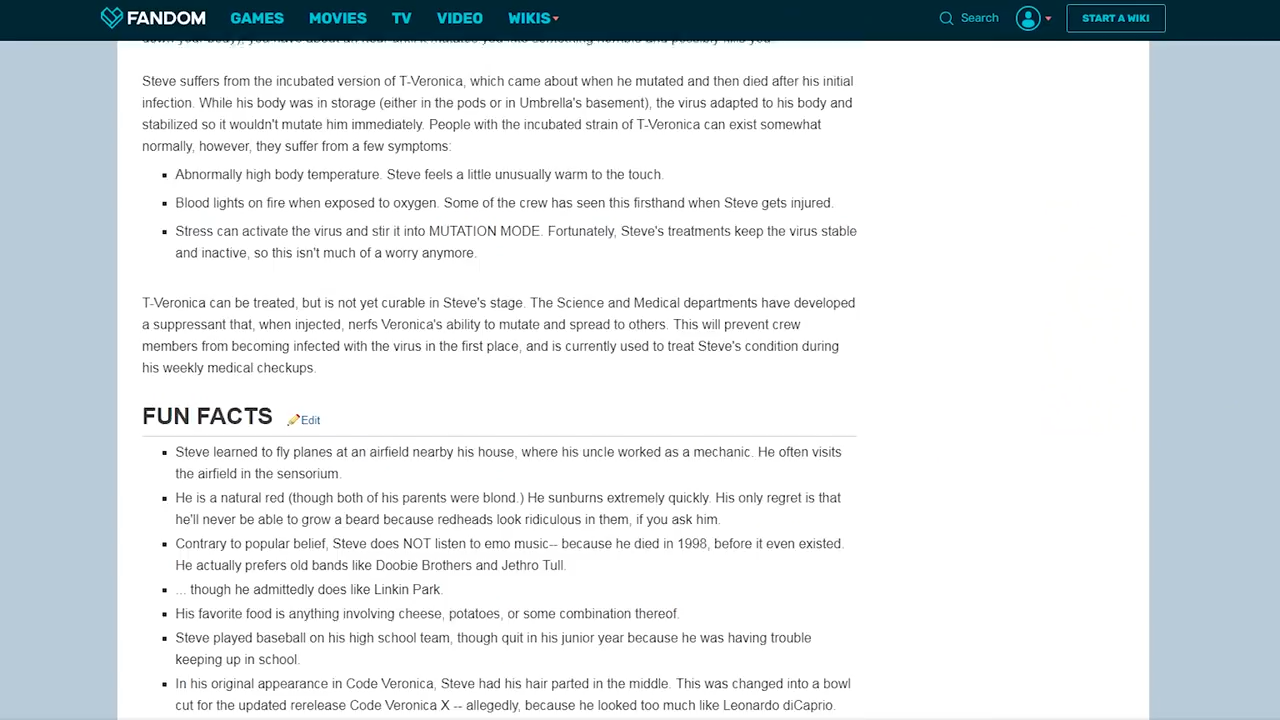 FANDOM GAMES MOVIES TV VIDEO WIKIS Search START A WIKI
down your body), you have about an hour until it mutates you into something horrible and possibly kills you
Steve suffers from the incubated version of T-Veronica, which came about when he mutated and then died after his initial
infection. While his body was in storage (either in the pods or in Umbrella's basement), the virus adapted to his body and
stabilized so it wouldn't mutate him immediately. People with the incubated strain of T-Veronica can exist somewhat
normally, however, they suffer from a few symptoms:
Abnormally high body temperature. Steve feels a little unusually warm to the touch.
Blood lights on fire when exposed to oxygen. Some of the crew has seen this firsthand when Steve gets injured.
Stress can activate the virus and stir it into MUTATION MODE. Fortunately, Steve's treatments keep the virus stable
and inactive, so this isn't much of a worry anymore.
T-Veronica can be treated, but is not yet curable in Steve's stage. The Science and Medical departments have developed
a suppressant that, when injected, nerfs Veronica's ability to mutate and spread to others. This will prevent crew
members from becoming infected with the virus in the first place, and is currently used to treat Steve's condition during
his weekly medical checkups.
FUN FACTS Edit
Steve learned to fly planes at an airfield nearby his house, where his uncle worked as a mechanic. He often visits
the airfield in the sensorium.
He is a natural red (though both of his parents were blond.) He sunburns extremely quickly. His only regret is that
he'll never be able to grow a beard because redheads look ridiculous in them, if you ask him.
Contrary to popular belief, Steve does NOT listen to emo music-- because he died in 1998, before it even existed.
He actually prefers old bands like Doobie Brothers and Jethro Tull.
... though he admittedly does like Linkin Park.
His favorite food is anything involving cheese, potatoes, or some combination thereof.
Steve played baseball on his high school team, though quit in his junior year because he was having trouble
keeping up in school.
In his original appearance in Code Veronica, Steve had his hair parted in the middle. This was changed into a bowl
cut for the updated rerelease Code Veronica X -- allegedly, because he looked too much like Leonardo diCaprio.